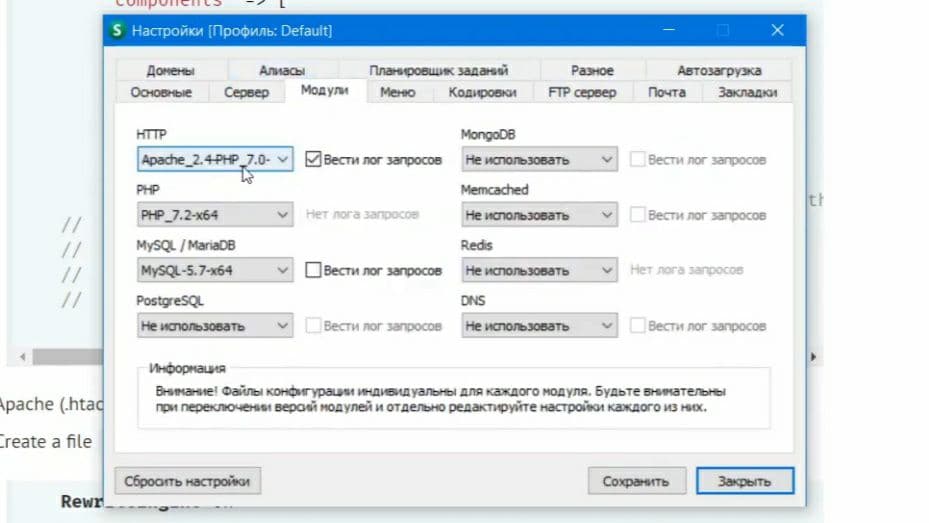 components' => [
Настройки [Профиль: Default]
Домены Алиасы Планировщик заданий Разное Автозагрузка
Основные Сервер Модули Меню Кодировки FTP сервер Почта Закладки
HTTP MongoDB
Apache_2.4-PHP_7.0- Вести лог запросов Не использовать Вести лог запросов
PHP Memcached
PHP_7.2-x64 Нет лога запросов Не использовать Вести лог запросов
MySQL / MariaDB Redis
MySQL-5.7-x64 Вести лог запросов Не использовать Нет лога запросов
PostgreSQL DNS
Не использовать Вести лог запросов Не использовать Вести лог запросов
Информация
Внимание! Файлы конфигурации индивидуальны для каждого модуля. Будьте внимательны
при переключении версий модулей и отдельно редактируйте настройки каждого из них.
Сбросить настройки Сохранить Закрыть
//
//
//
//
th
Apache (.htac
Create a file